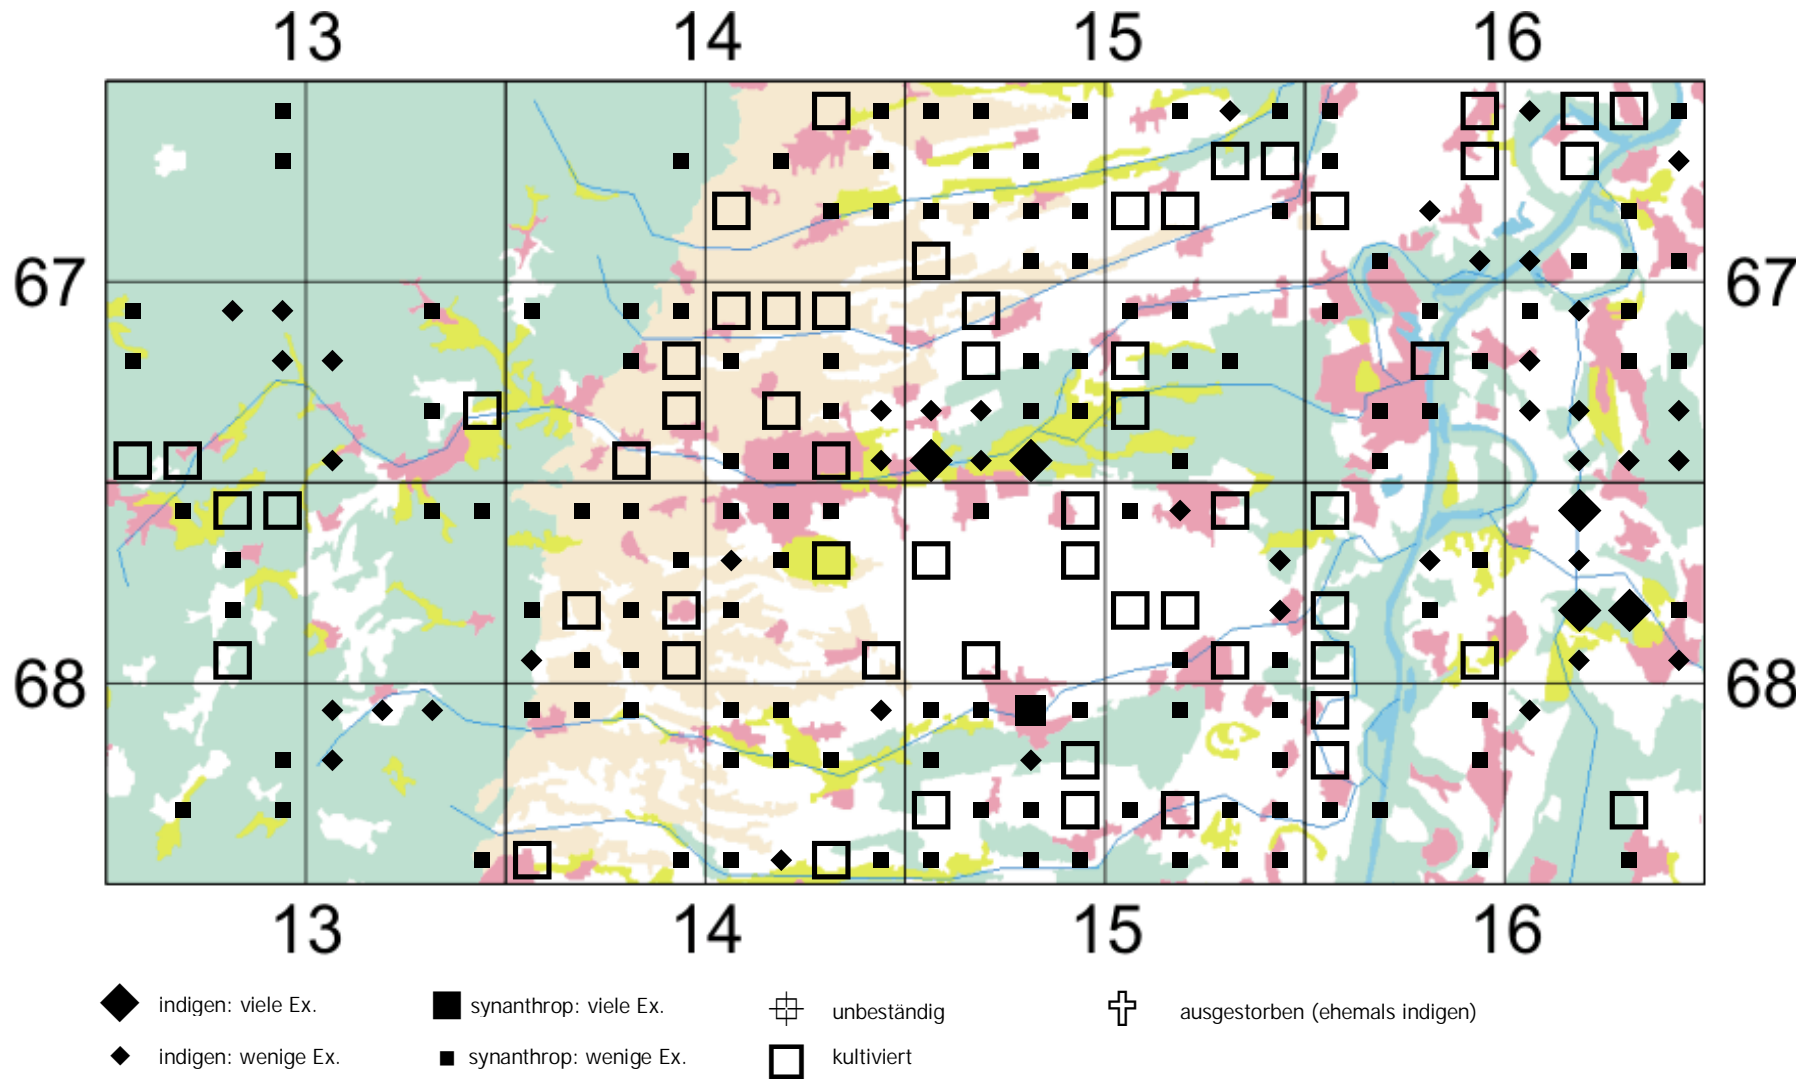 13 14 15 16
67 67
68 68
13 14 15 16
indigen: viele Ex. synanthrop: viele Ex. unbeständig ausgestorben (ehemals indigen)
indigen: wenige Ex. synanthrop: wenige Ex. kultiviert